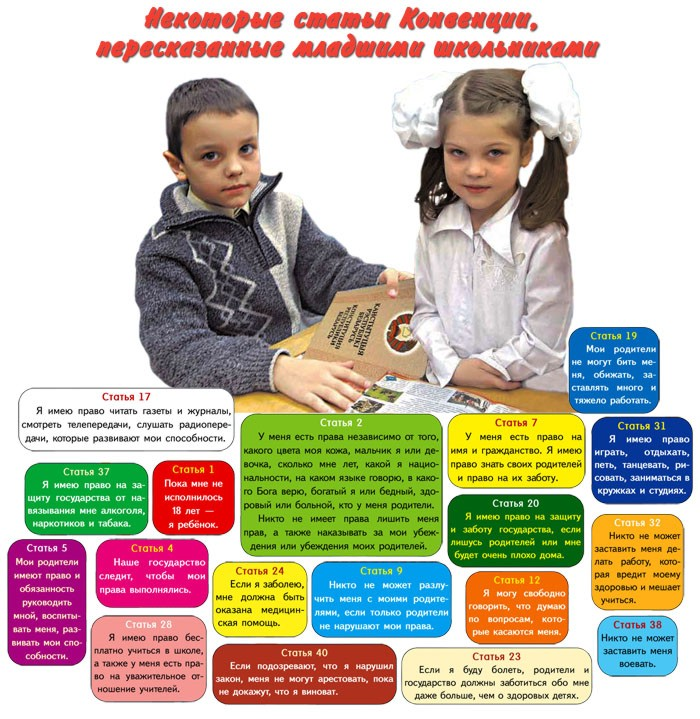 Некоторые статьи Конвенции,
пересказанные младшими школьниками
КАНСТЫТУЦЫЯ
РЭСПУБЛІКІ
БЕЛАРУСЬ
КОНСТИТУЦИЯ
РЕСПУБЛИКИ
БЕЛАРУСЬ
Статья 19
Мои родители
не могут бить ме-
ня, обижать, за-
ставлять много и
тяжело работать.
Статья 17
Я имею право читать газеты и журналы,
смотреть телепередачи, слушать радиопере-
дачи, которые развивают мои способности.
Статья 2
У меня есть права независимо от того,
какого цвета моя кожа, мальчик я или де-
вочка, сколько мне лет, какой я нацио-
нальности, на каком языке говорю, в како-
го Бога верю, богатый я или бедный, здо-
ровый или больной, кто у меня родители.
Никто не имеет права лишить меня
прав, а также наказывать за мои убеж-
дения или убеждения моих родителей.
Статья 7
У меня есть право на
имя и гражданство. Я имею
право знать своих родителей
и право на их заботу.
Статья 31
Я имею право
играть, отдыхать,
петь, танцевать, ри-
совать, заниматься в
кружках и студиях.
Статья 37
Я имею право на за-
щиту государства от на-
вязывания мне алкоголя,
наркотиков и табака.
Статья 1
Пока мне не
исполнилось
18 лет —
я ребёнок.
Статья 20
Я имею право на защиту
и заботу государства, если
лишусь родителей или мне
будет очень плохо дома.
Статья 32
Никто не может
заставить меня де-
лать работу, кото-
рая вредит моему
здоровью и мешает
учиться.
Статья 5
Мои родители
имеют право и
обязанность
руководить
мной, воспиты-
вать меня, раз-
вивать мои спо-
собности.
Статья 4
Наше государство
следит, чтобы мои
права выполнялись.
Статья 24
Если я заболею,
мне должна быть
оказана медицин-
ская помощь.
Статья 9
Никто не может разлу-
чить меня с моими родите-
лями, если только родители
не нарушают мои права.
Статья 12
Я могу свободно
говорить, что думаю
по вопросам, кото-
рые касаются меня.
Статья 28
Я имею право бес-
платно учиться в школе,
а также у меня есть пра-
во на уважительное от-
ношение учителей.
Статья 38
Никто не может
заставить меня
воевать.
Статья 40
Если подозревают, что я нарушил
закон, меня не могут арестовать, пока
не докажут, что я виноват.
Статья 23
Если я буду болеть, родители и
государство должны заботиться обо мне
даже больше, чем о здоровых детях.